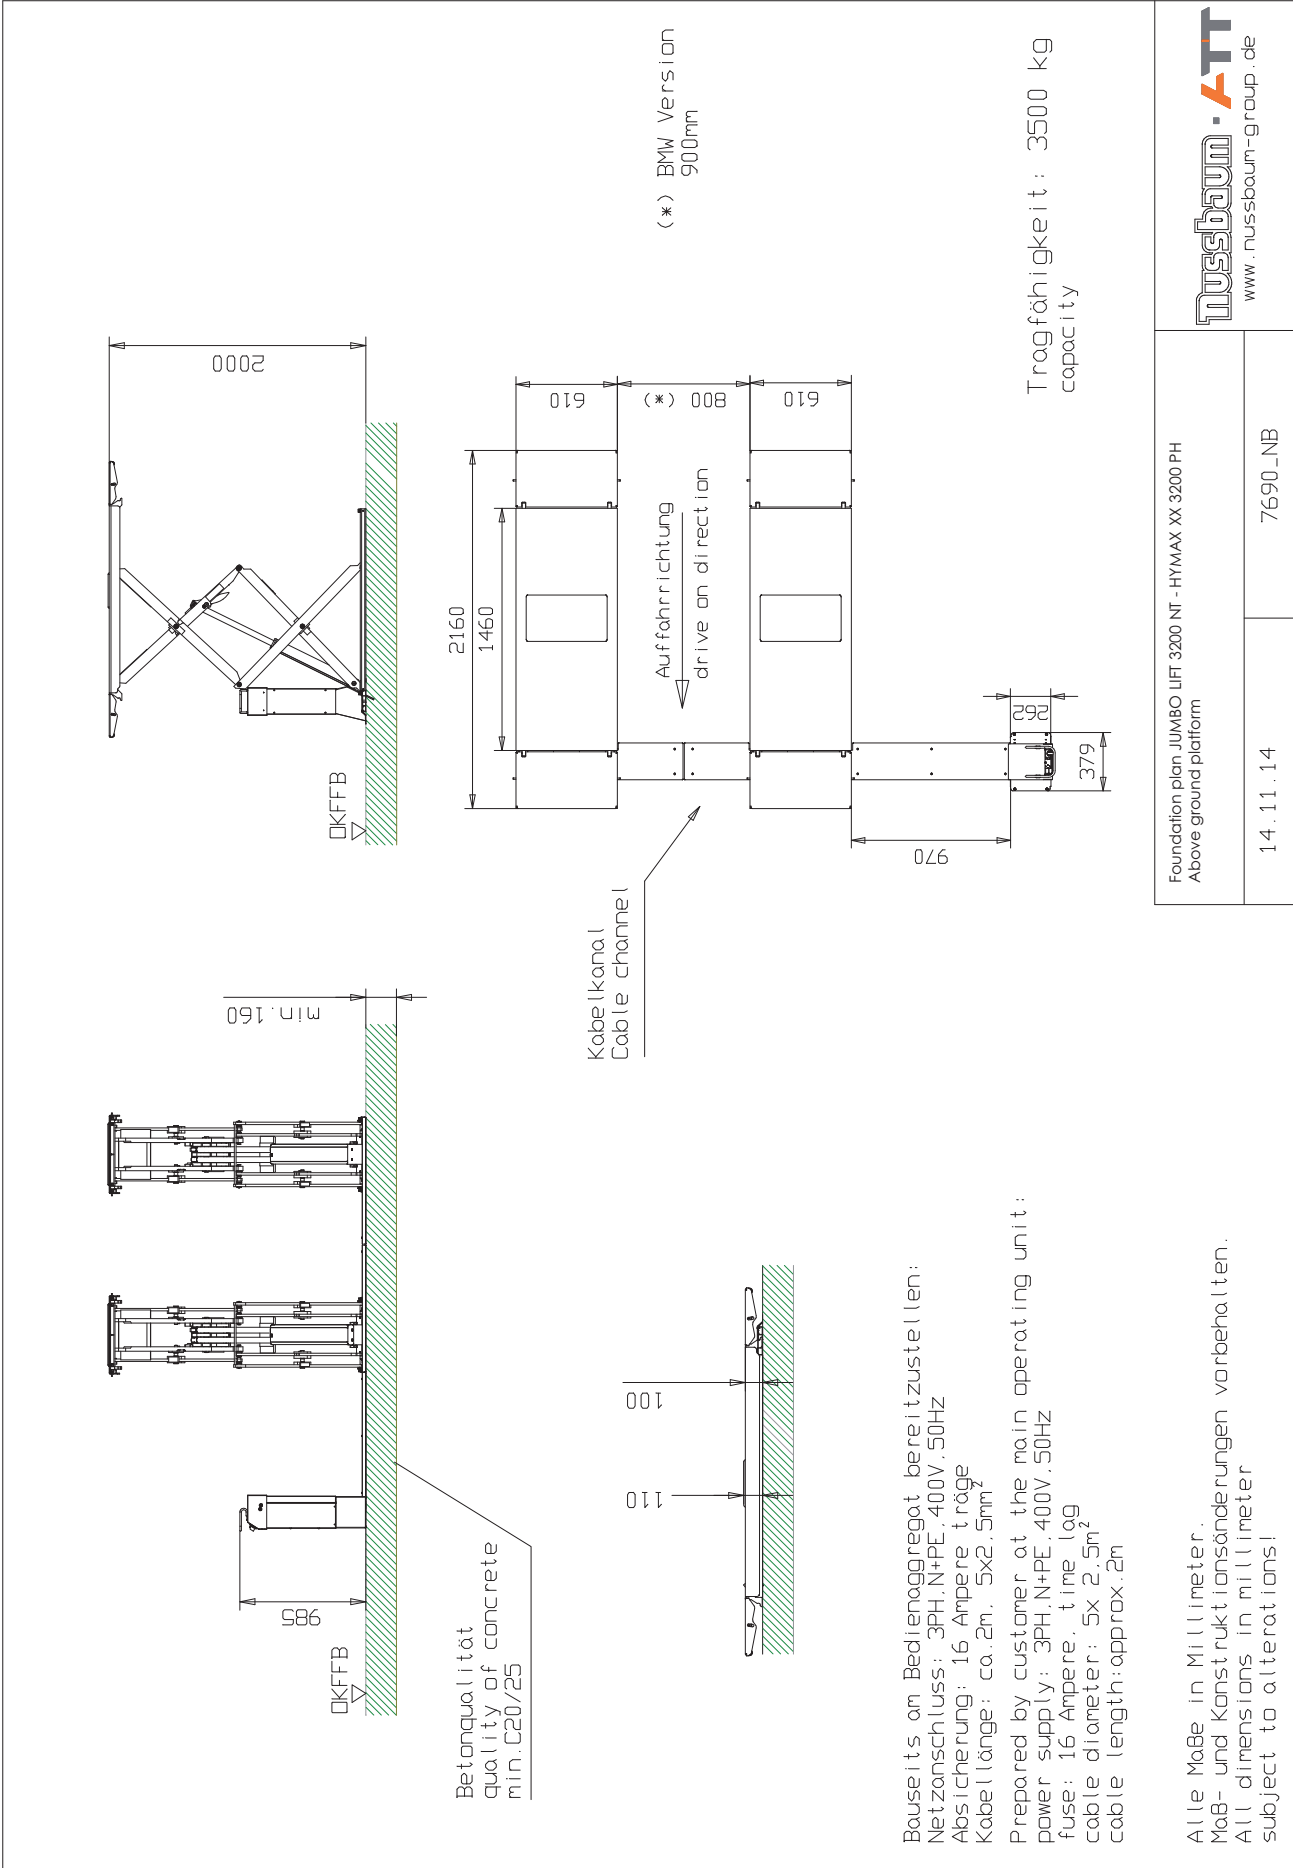 985
OKFFB
Betonqualität
quality of concrete
min.C20/25
min.160
OKFFB
2000
110
100
Kabelkanal
Cable channel
2160
1460
Auffahrrichtung
drive on direction
610
800 (*)
610
970
379
262
(*) BMW Version
900mm
Tragfähigkeit: 3500 kg
capacity
Bauseits am Bedienaggregat bereitzustellen:
Netzanschluss: 3PH,N+PE,400V,50HZ
Absicherung: 16 Ampere träge
Kabellänge: ca.2m, 5x2,5mm²
Prepared by customer at the main operating unit:
power supply: 3PH,N+PE,400V,50HZ
fuse: 16 Ampere, time lag
cable diameter: 5x 2,5m²
cable length:approx.2m
Alle Maße in Millimeter.
Maß- und Konstruktionsänderungen vorbehalten.
All dimensions in millimeter
subject to alterations!
Foundation plan JUMBO LIFT 3200 NT - HYMAX XX 3200 PH
Above ground platform
14.11.14
7690_NB
nussbaum · ATT
www.nussbaum-group.de